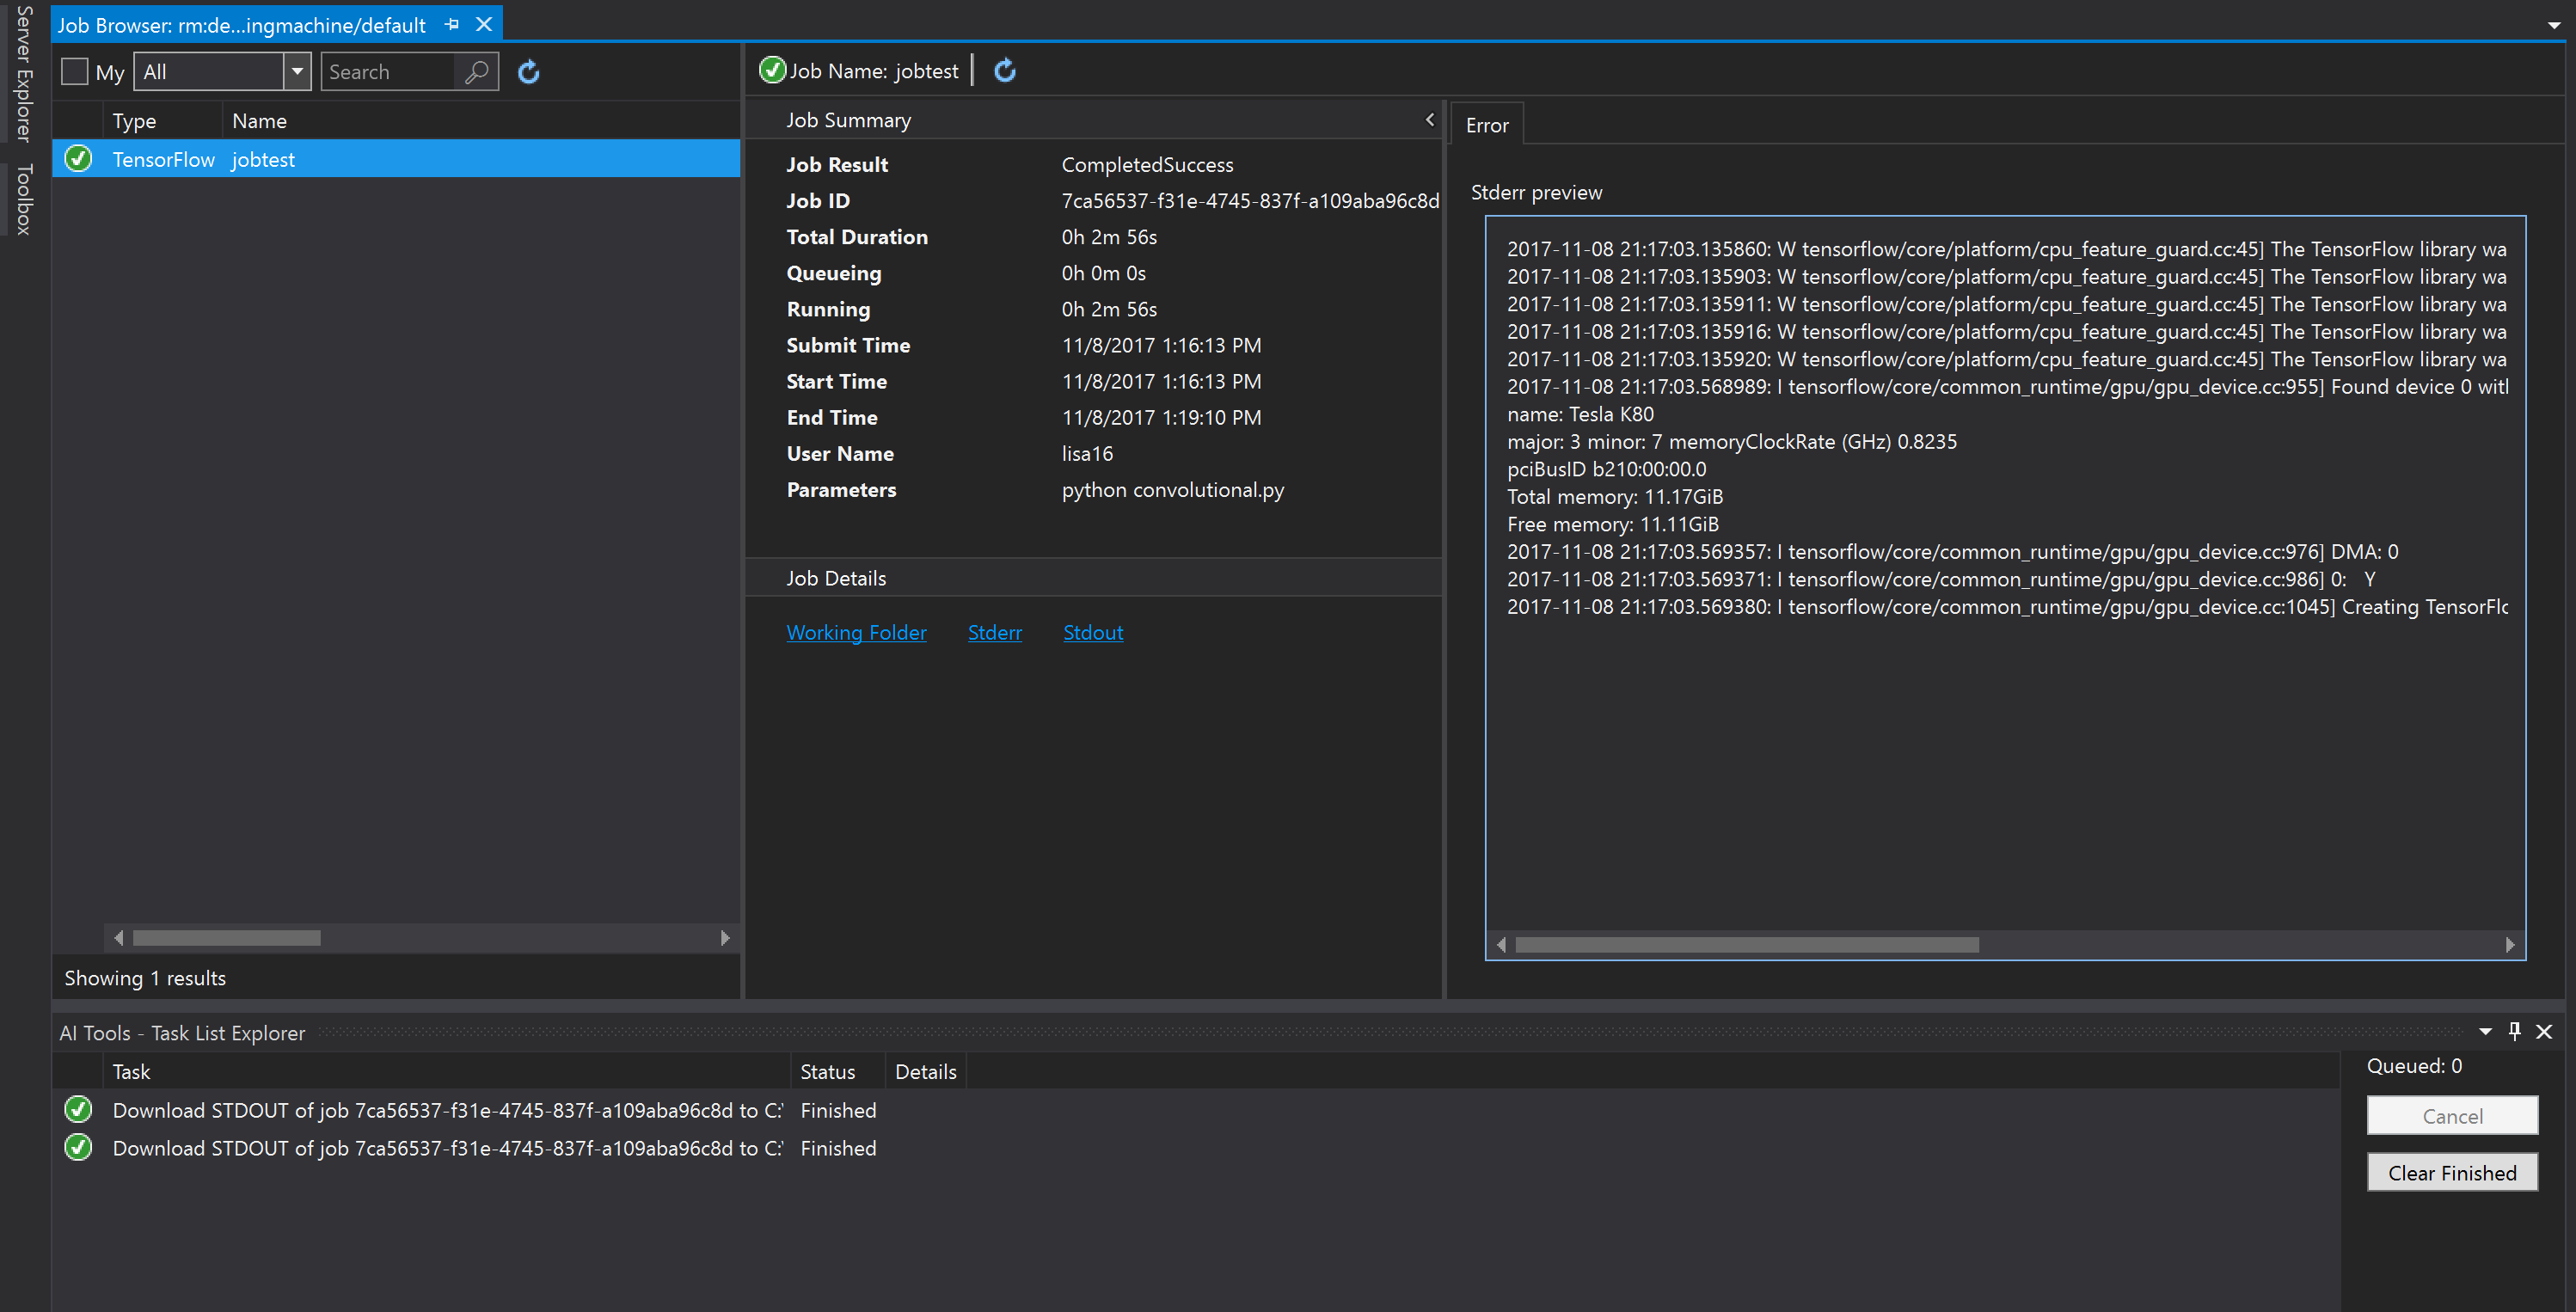 Server Explorer
Toolbox
Job Browser: rm:de...ingmachine/default
My
All
Search
Type Name
TensorFlow jobtest
Showing 1 results
Job Name: jobtest
Job Summary
Job Result CompletedSuccess
Job ID 7ca56537-f31e-4745-837f-a109aba96c8d
Total Duration 0h 2m 56s
Queueing 0h 0m 0s
Running 0h 2m 56s
Submit Time 11/8/2017 1:16:13 PM
Start Time 11/8/2017 1:16:13 PM
End Time 11/8/2017 1:19:10 PM
User Name lisa16
Parameters python convolutional.py
Job Details
Working Folder Stderr Stdout
Error
Stderr preview
2017-11-08 21:17:03.135860: W tensorflow/core/platform/cpu_feature_guard.cc:45] The TensorFlow library wa
2017-11-08 21:17:03.135903: W tensorflow/core/platform/cpu_feature_guard.cc:45] The TensorFlow library wa
2017-11-08 21:17:03.135911: W tensorflow/core/platform/cpu_feature_guard.cc:45] The TensorFlow library wa
2017-11-08 21:17:03.135916: W tensorflow/core/platform/cpu_feature_guard.cc:45] The TensorFlow library wa
2017-11-08 21:17:03.135920: W tensorflow/core/platform/cpu_feature_guard.cc:45] The TensorFlow library wa
2017-11-08 21:17:03.568989: I tensorflow/core/common_runtime/gpu/gpu_device.cc:955] Found device 0 wit
name: Tesla K80
major: 3 minor: 7 memoryClockRate (GHz) 0.8235
pciBusID b210:00:00.0
Total memory: 11.17GiB
Free memory: 11.11GiB
2017-11-08 21:17:03.569357: I tensorflow/core/common_runtime/gpu/gpu_device.cc:976] DMA: 0
2017-11-08 21:17:03.569371: I tensorflow/core/common_runtime/gpu/gpu_device.cc:986] 0: Y
2017-11-08 21:17:03.569380: I tensorflow/core/common_runtime/gpu/gpu_device.cc:1045] Creating TensorFlo
AI Tools - Task List Explorer
Task Status Details
Download STDOUT of job 7ca56537-f31e-4745-837f-a109aba96c8d to C:\ Finished
Download STDOUT of job 7ca56537-f31e-4745-837f-a109aba96c8d to C:\ Finished
Queued: 0
Cancel
Clear Finished